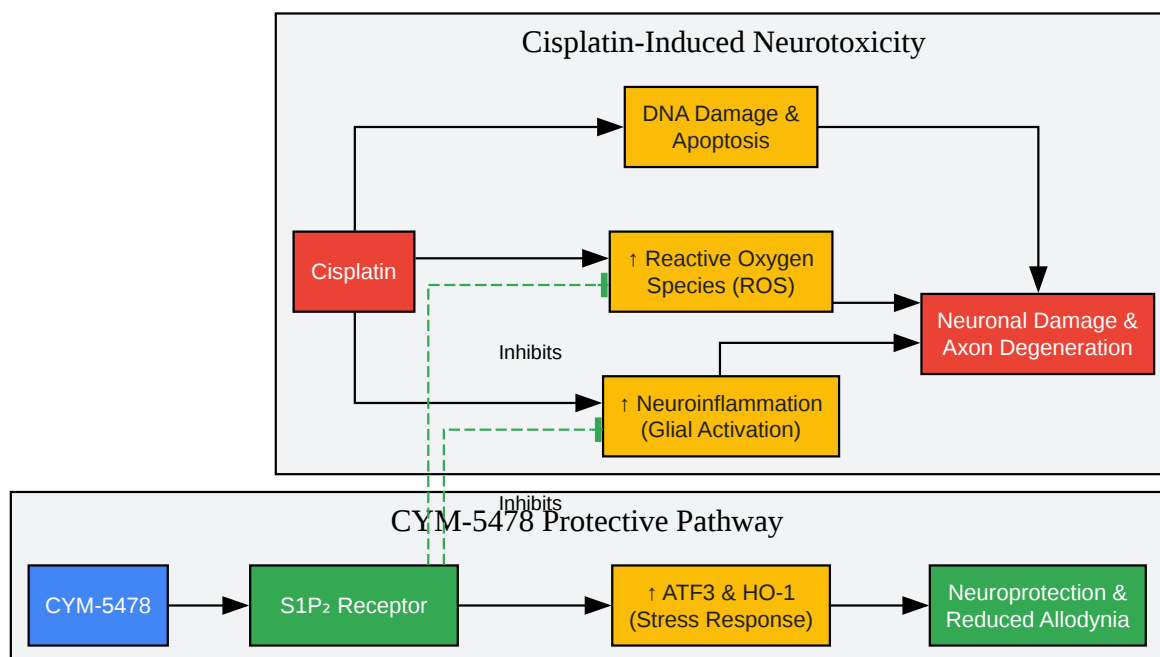 Cisplatin-Induced Neurotoxicity
DNA Damage &
Apoptosis
Cisplatin
↑ Reactive Oxygen
Species (ROS)
Neuronal Damage &
Axon Degeneration
Inhibits
↑ Neuroinflammation
(Glial Activation)
Inhibits
CYM-5478 Protective Pathway
CYM-5478
S1P₂ Receptor
↑ ATF3 & HO-1
(Stress Response)
Neuroprotection &
Reduced Allodynia